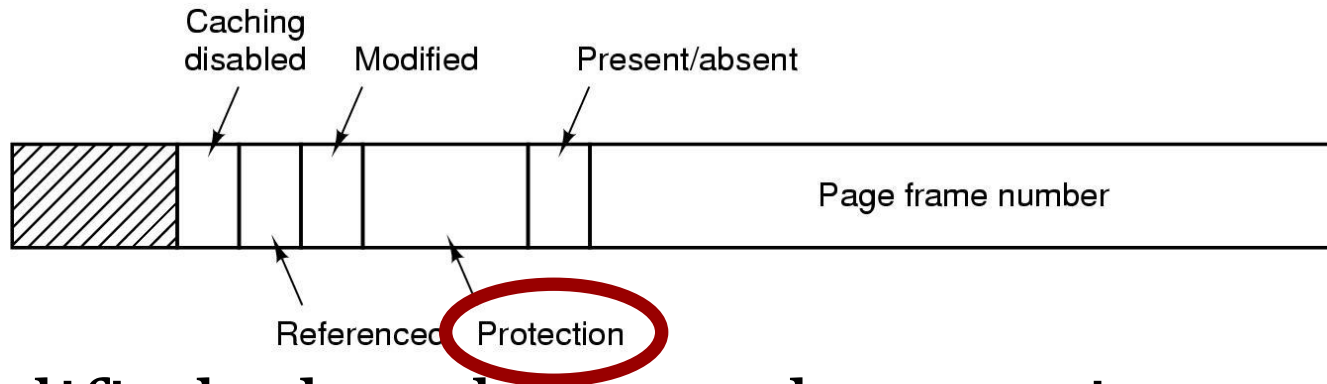 Caching
disabled
Modified
Present/absent
Page frame number
Referenced
Protection